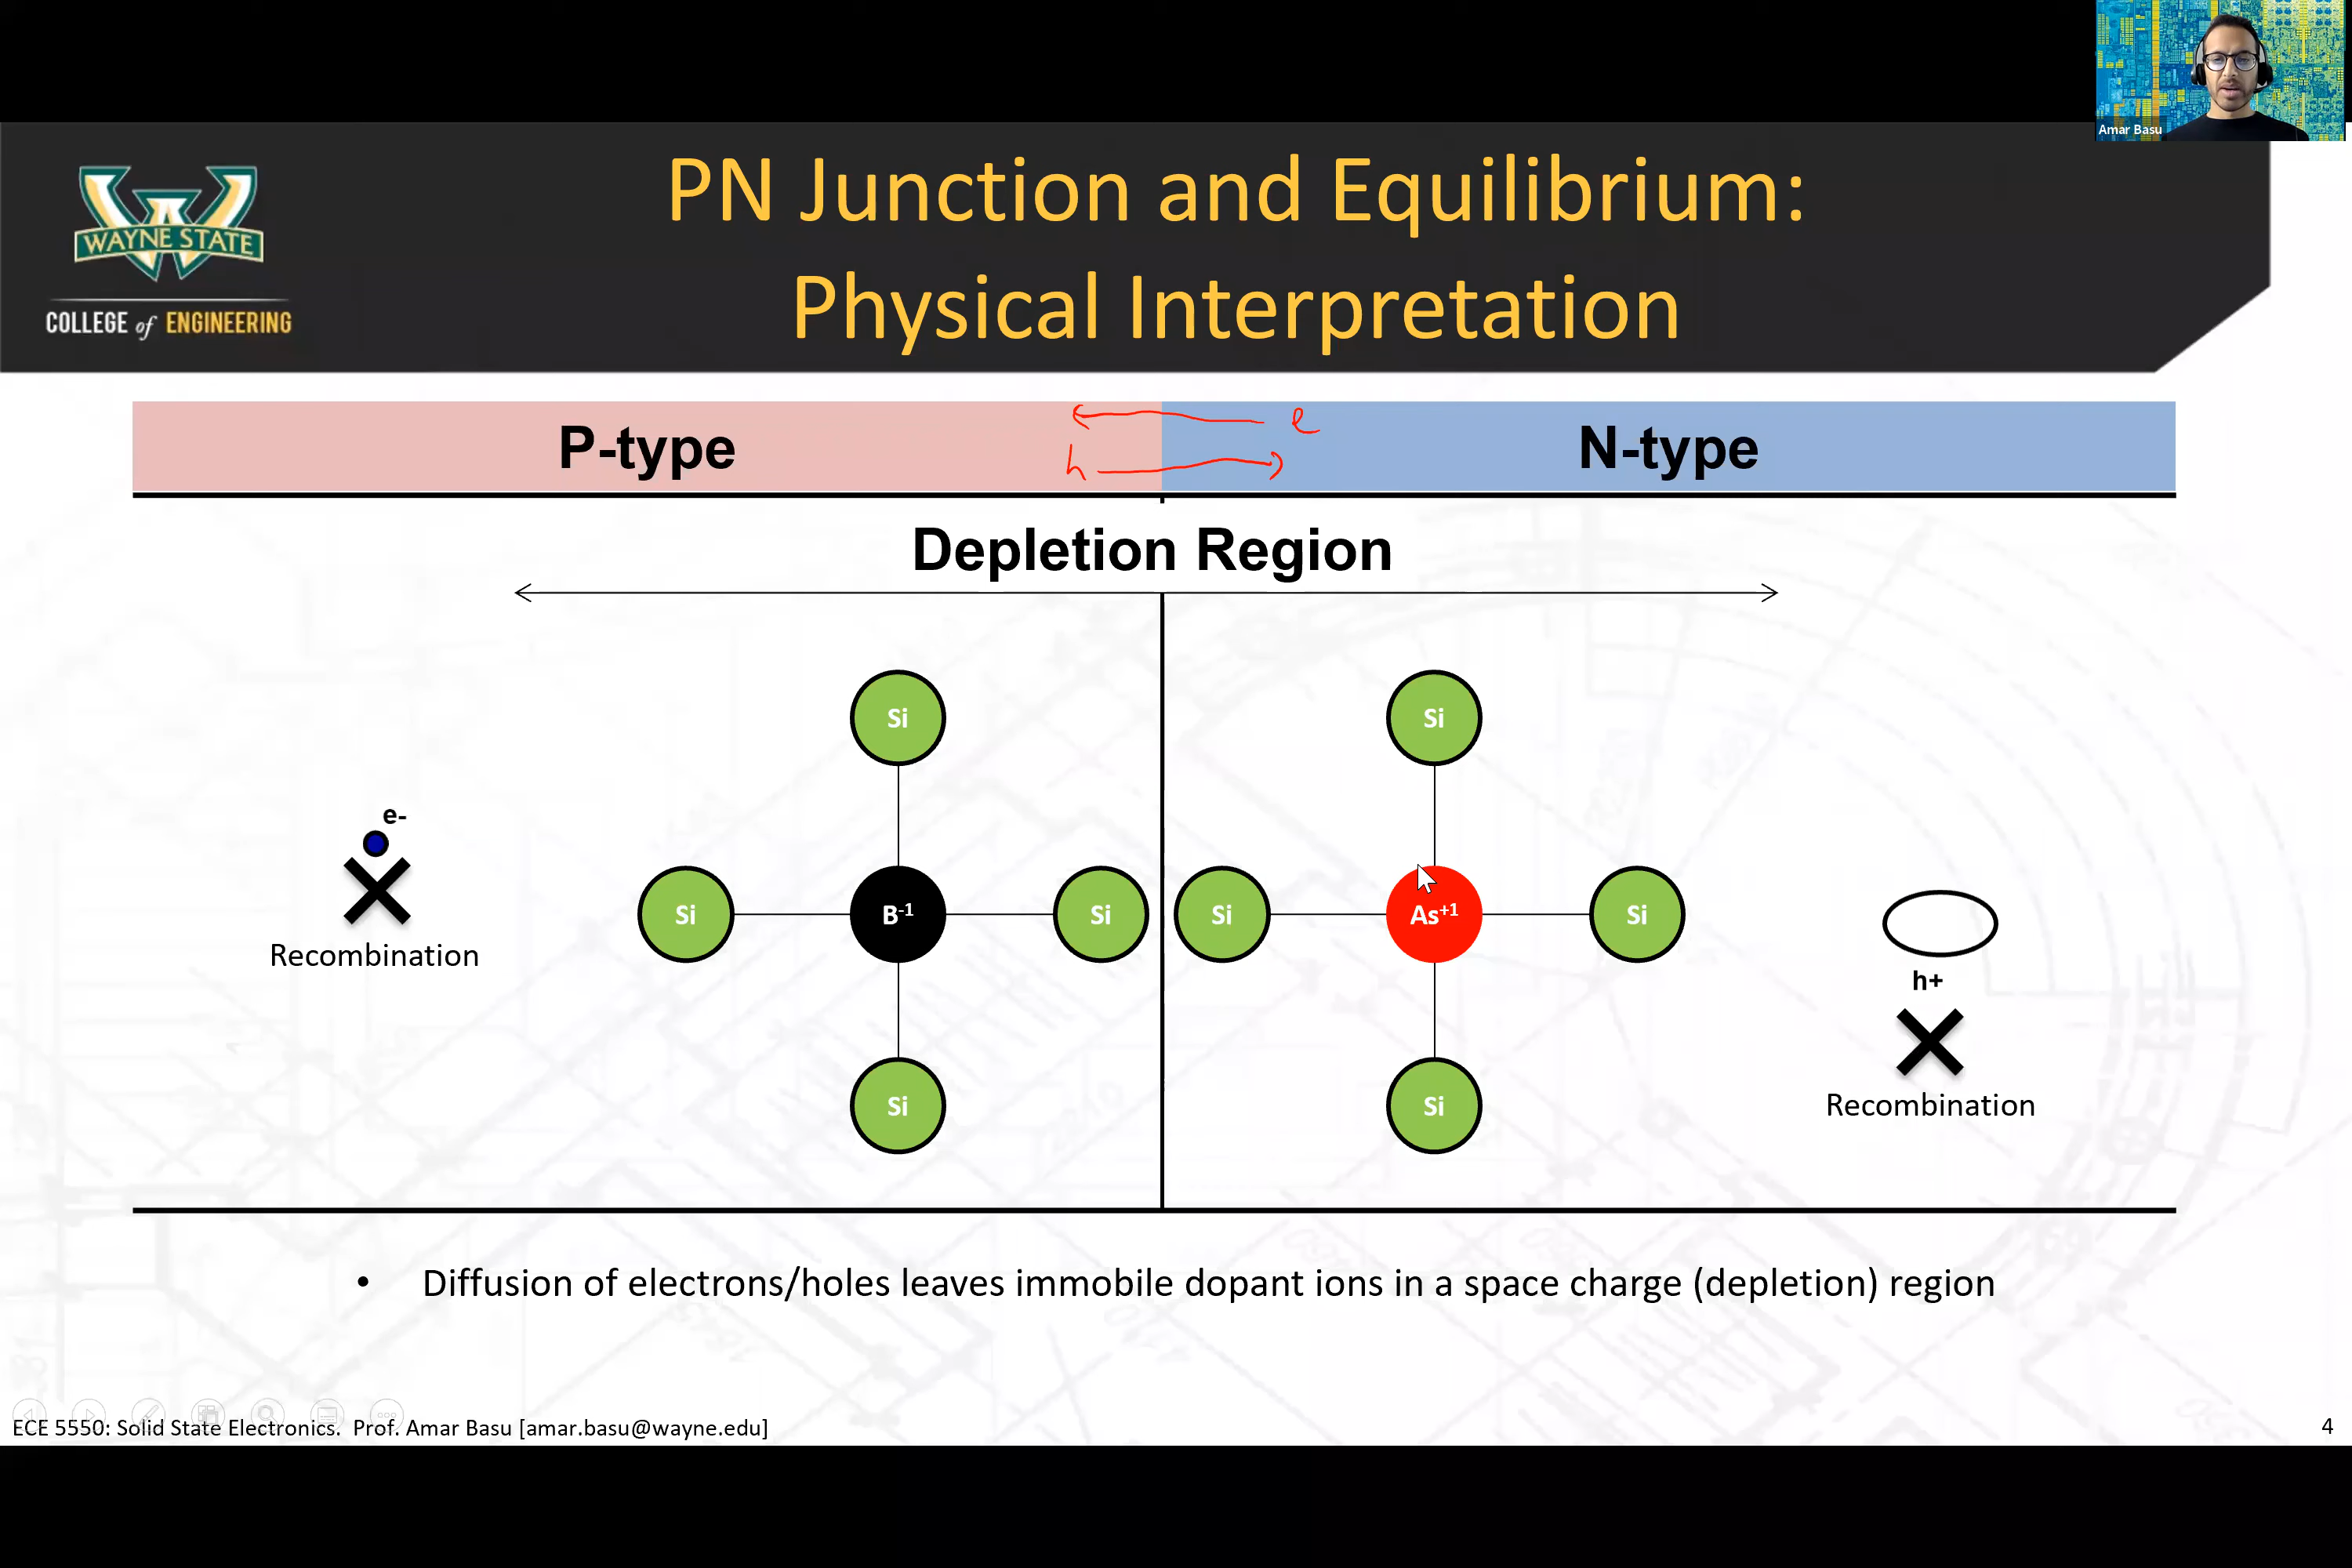 Amar Basu
PN Junction and Equilibrium:
Physical Interpretation
WAYNE STATE
COLLEGE of ENGINEERING
P-type
e
h
N-type
Depletion Region
Si
Si
e-
Recombination
Si
B-1
Si
Si
As+1
Si
h+
Recombination
Si
Si
• Diffusion of electrons/holes leaves immobile dopant ions in a space charge (depletion) region
ECE 5550: Solid State Electronics. Prof. Amar Basu [amar.basu@wayne.edu]
4